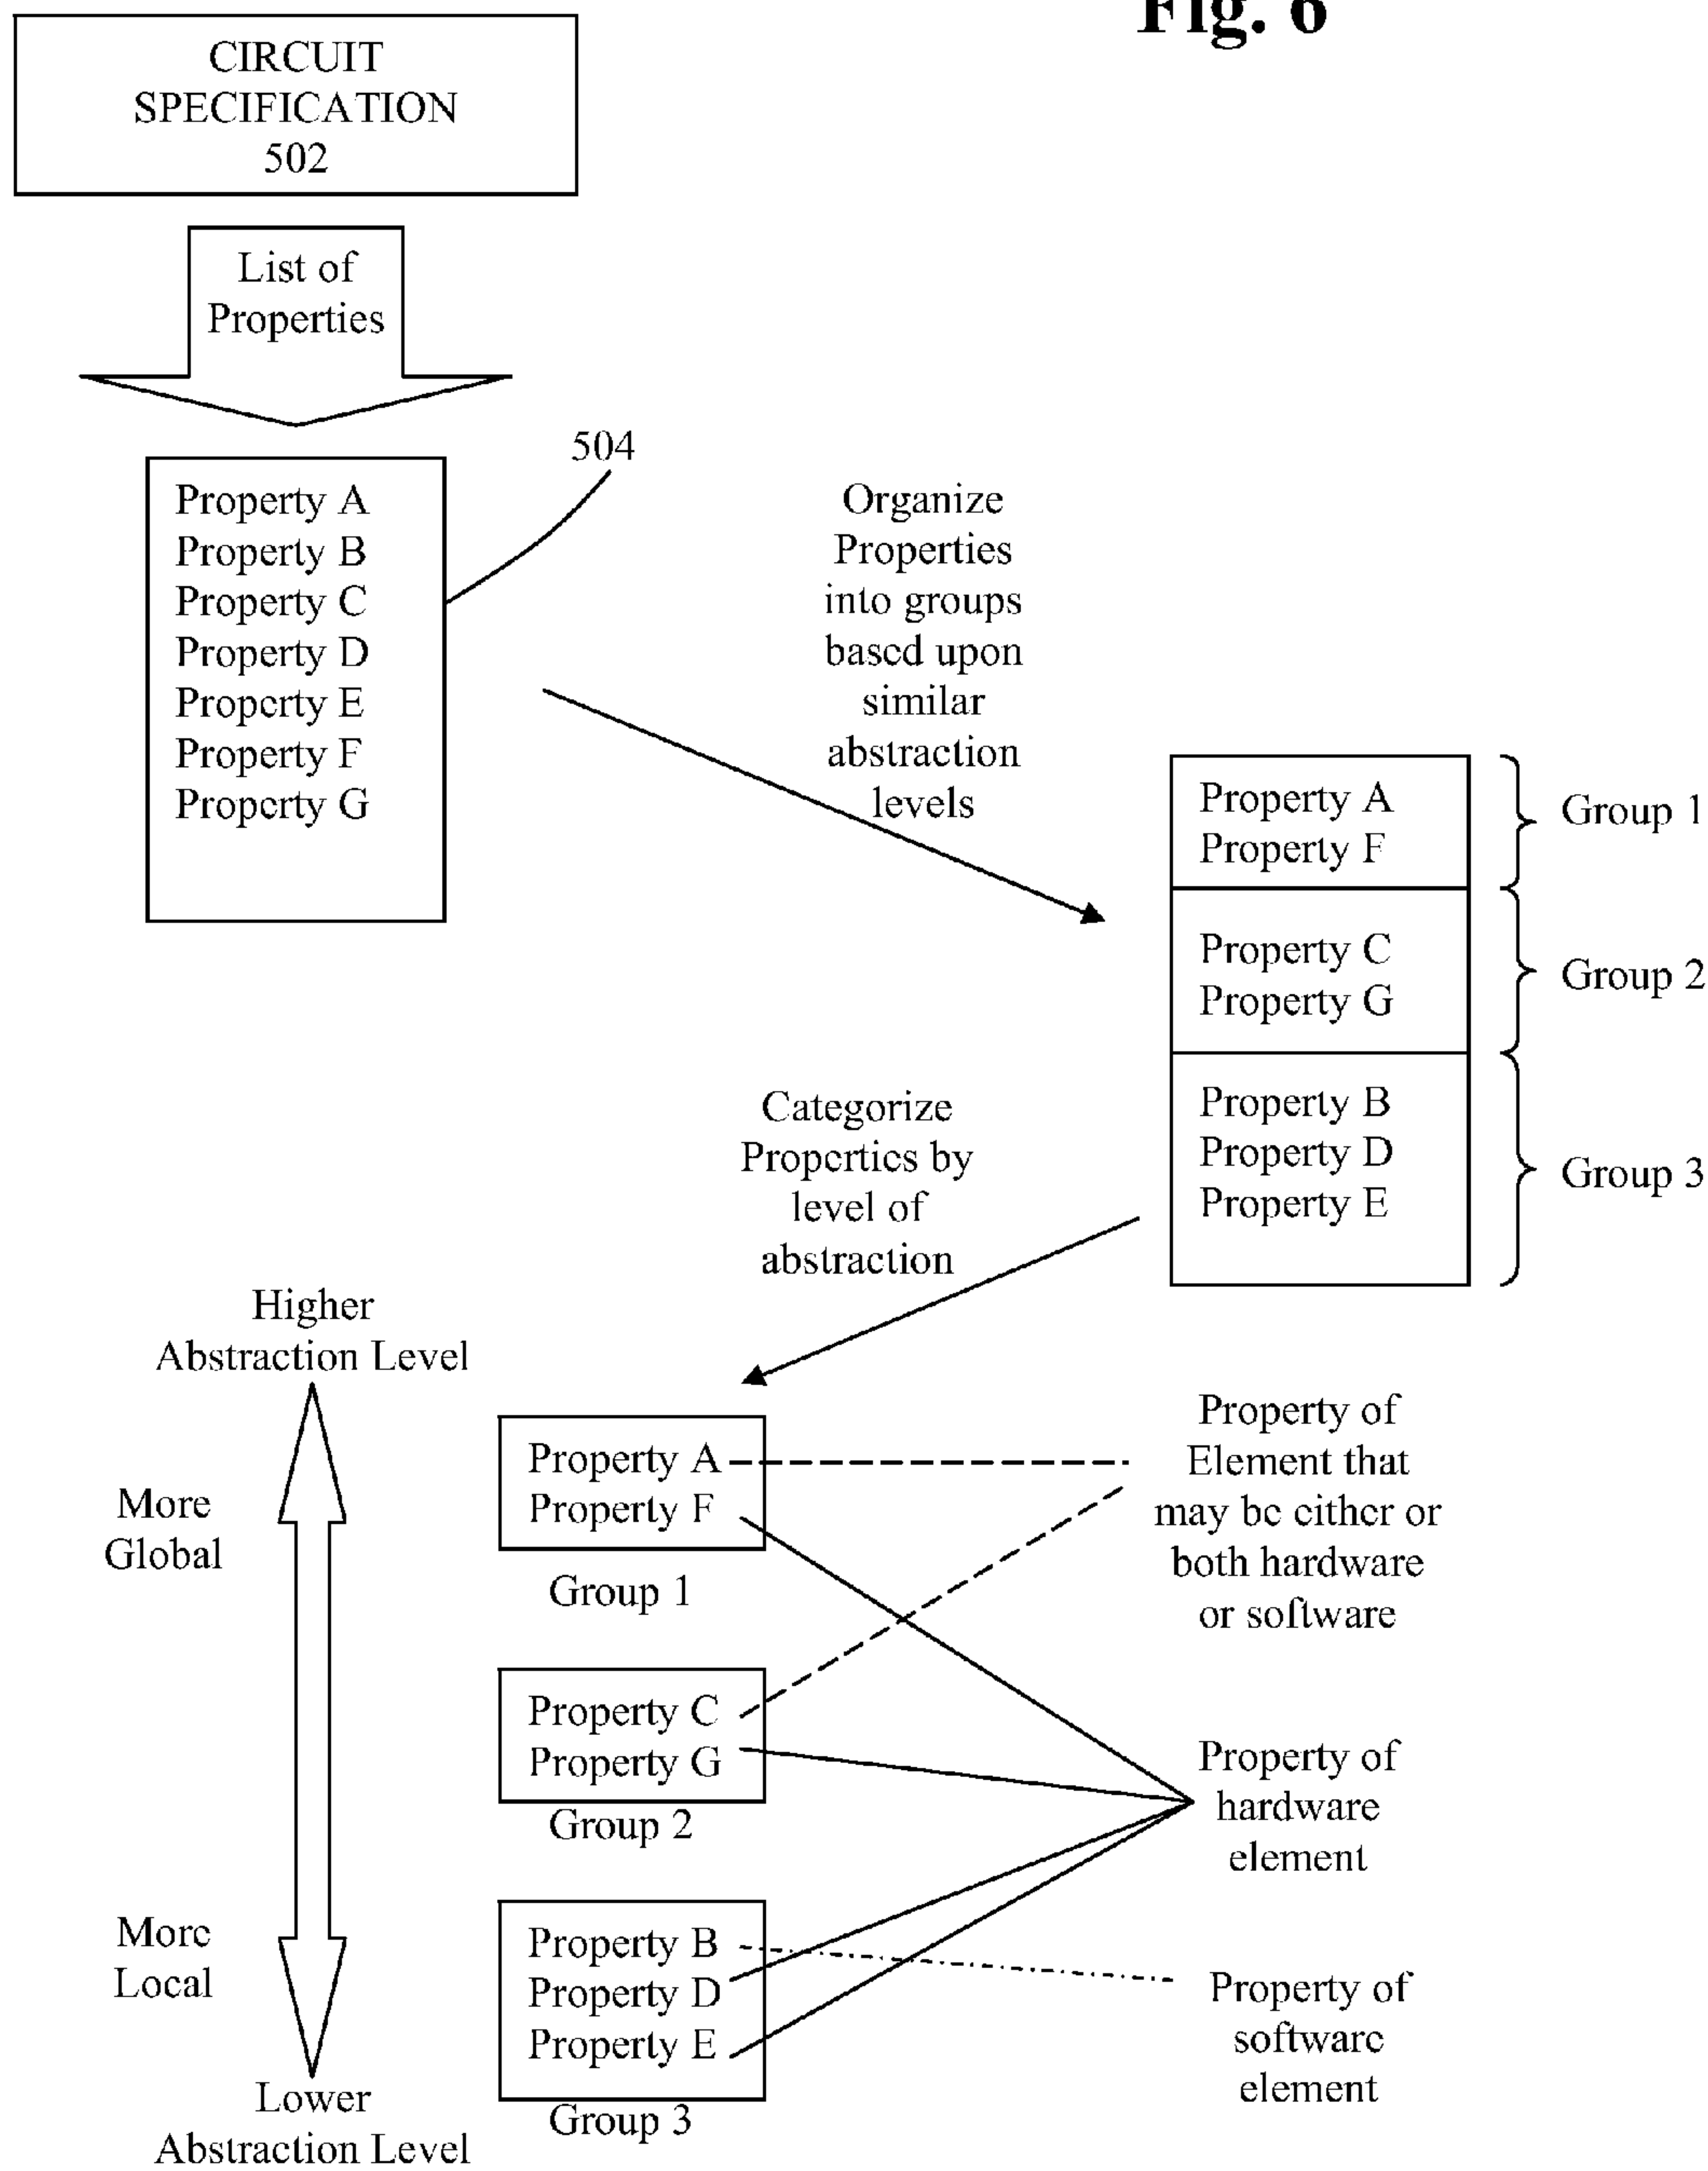 Fig. 6
CIRCUIT
SPECIFICATION
502
List of
Properties
504
Property A
Property B
Property C
Property D
Property E
Property F
Property G
Organize
Properties
into groups
based upon
similar
abstraction
levels
Property A
Property F
Group 1
Property C
Property G
Group 2
Property B
Property D
Property E
Group 3
Categorize
Properties by
level of
abstraction
Higher
Abstraction Level
More
Global
More
Local
Lower
Abstraction Level
Property A
Property F
Group 1
Property C
Property G
Group 2
Property B
Property D
Property E
Group 3
Property of
Element that
may be either or
both hardware
or software
Property of
hardware
element
Property of
software
element